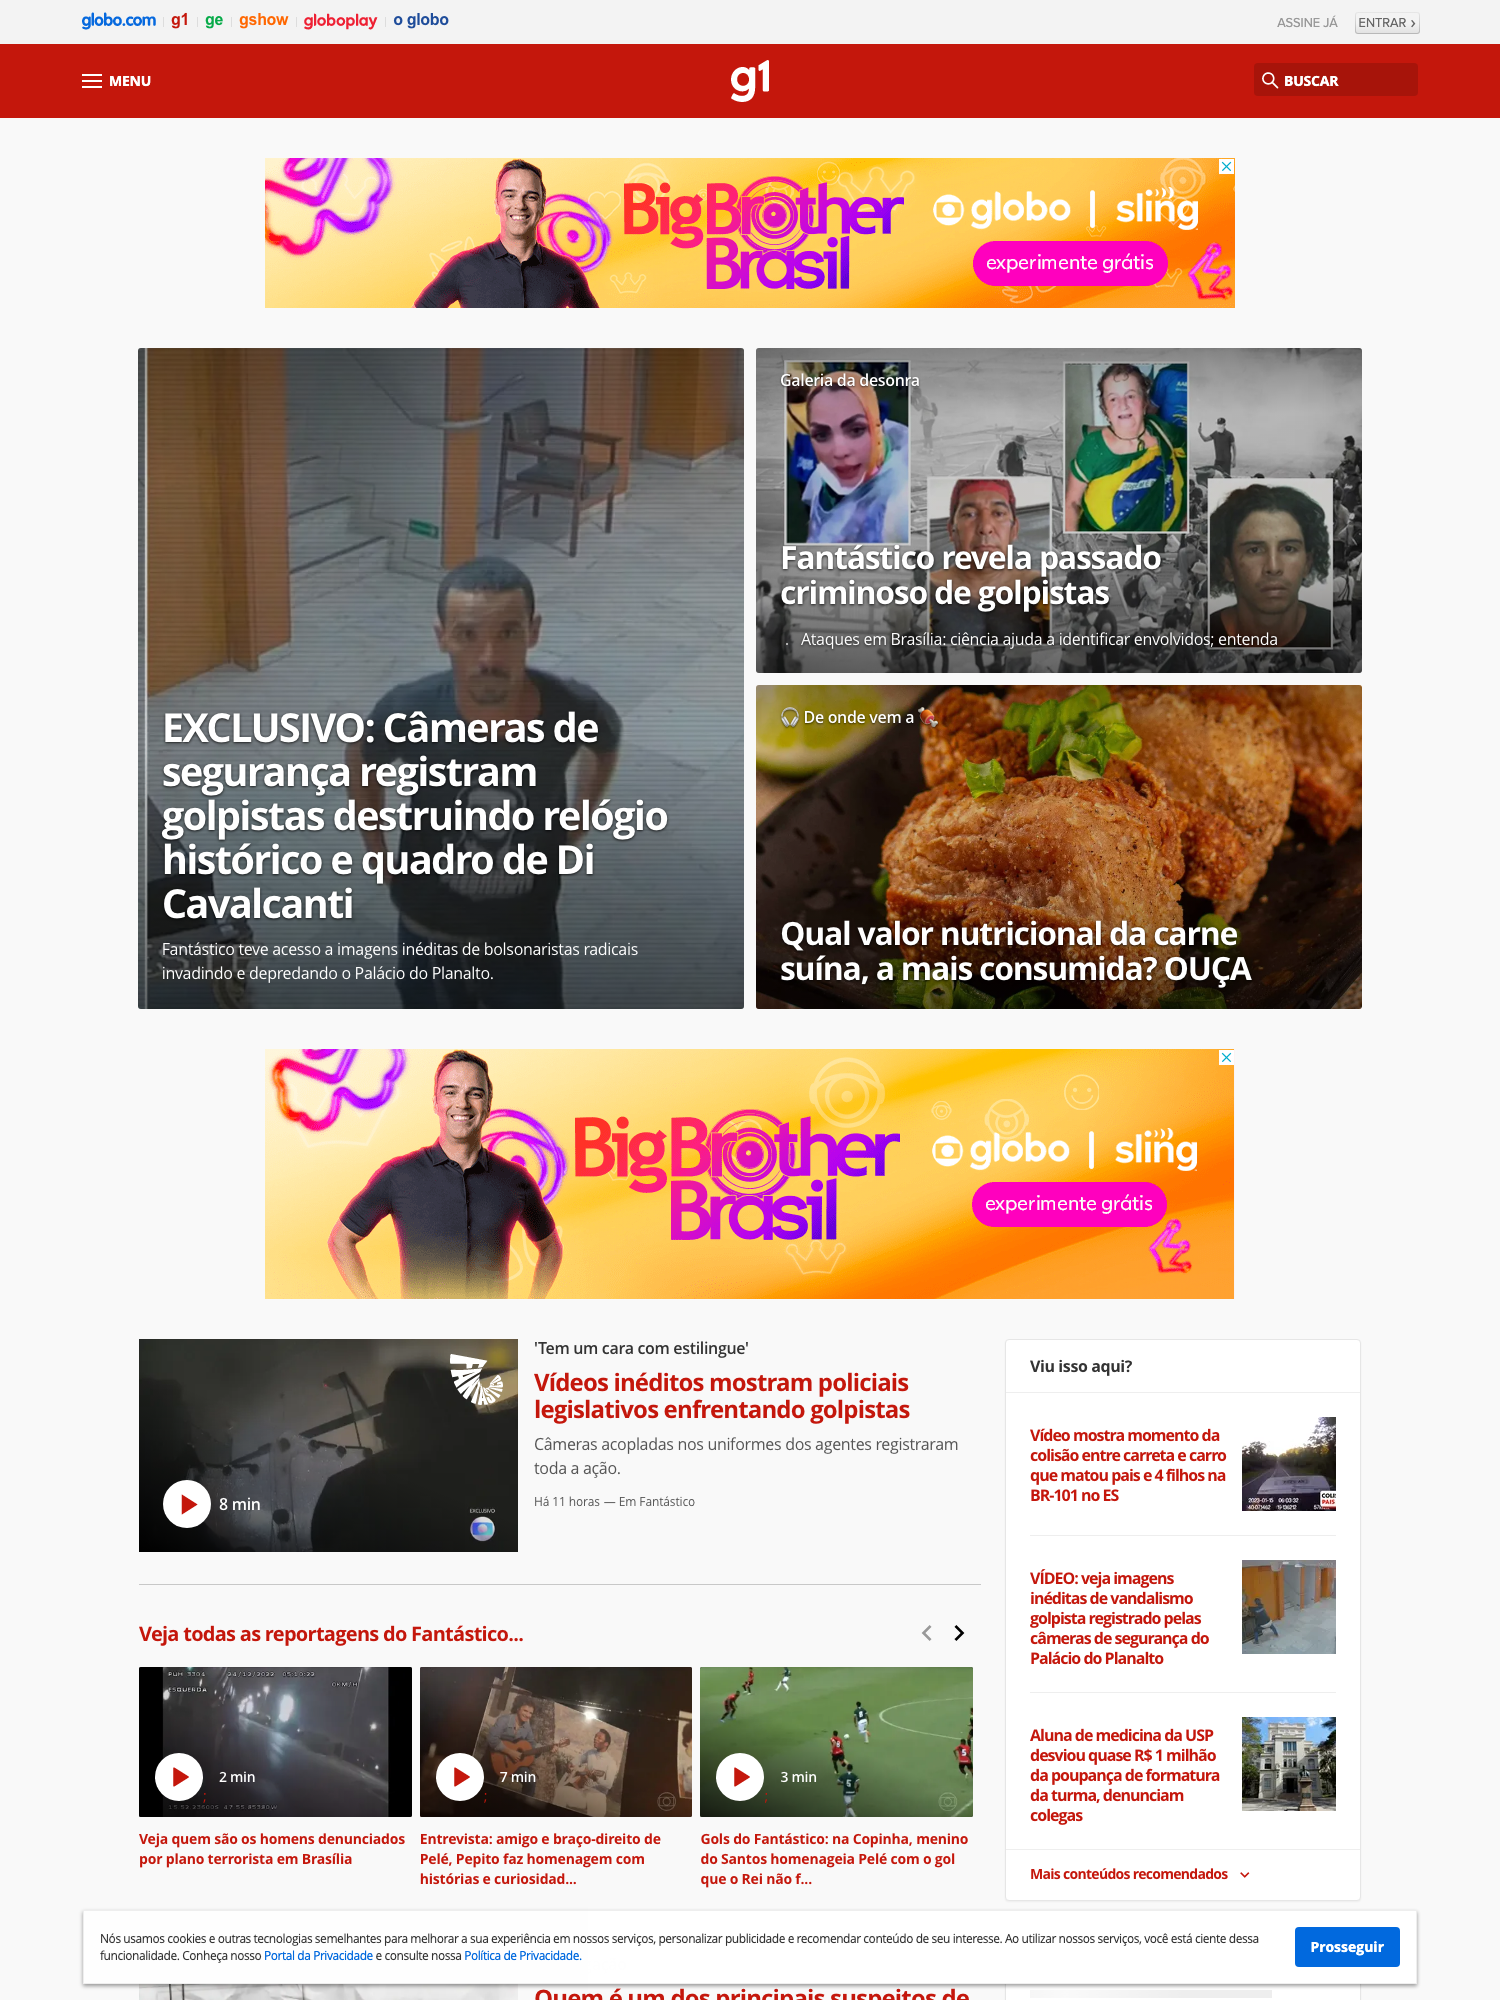 globo.com g1 ge gshow globoplay o globo
ASSINE JÁ ENTRAR ›
MENU
g1
BUSCAR
Big Brother Brasil
globo | sling
experimente grátis
EXCLUSIVO: Câmeras de
segurança registram
golpistas destruindo relógio
histórico e quadro de Di
Cavalcanti
Fantástico teve acesso a imagens inéditas de bolsonaristas radicais
invadindo e depredando o Palácio do Planalto.
Galeria da desonra
Fantástico revela passado
criminoso de golpistas
. Ataques em Brasília: ciência ajuda a identificar envolvidos; entenda
🎧 De onde vem a 🍖
Qual valor nutricional da carne
suína, a mais consumida? OUÇA
Big Brother Brasil
globo | sling
experimente grátis
8 min
EXCLUSIVO
'Tem um cara com estilingue'
Vídeos inéditos mostram policiais
legislativos enfrentando golpistas
Câmeras acopladas nos uniformes dos agentes registraram
toda a ação.
Há 11 horas — Em Fantástico
Veja todas as reportagens do Fantástico...
ESQUERDA
2 min
Veja quem são os homens denunciados
por plano terrorista em Brasília
7 min
Entrevista: amigo e braço-direito de
Pelé, Pepito faz homenagem com
histórias e curiosidad...
3 min
Gols do Fantástico: na Copinha, menino
do Santos homenageia Pelé com o gol
que o Rei não f...
Viu isso aqui?
Vídeo mostra momento da
colisão entre carreta e carro
que matou pais e 4 filhos na
BR-101 no ES
2023-01-15 06:03:32
VÍDEO: veja imagens
inéditas de vandalismo
golpista registrado pelas
câmeras de segurança do
Palácio do Planalto
Aluna de medicina da USP
desviou quase R$ 1 milhão
da poupança de formatura
da turma, denunciam
colegas
Mais conteúdos recomendados
Nós usamos cookies e outras tecnologias semelhantes para melhorar a sua experiência em nossos serviços, personalizar publicidade e recomendar conteúdo de seu interesse. Ao utilizar nossos serviços, você está ciente dessa
funcionalidade. Conheça nosso Portal da Privacidade e consulte nossa Política de Privacidade.
Prosseguir
Quem é um dos principais suspeitos de